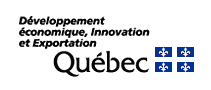 Développement
économique, Innovation
et Exportation
Québec